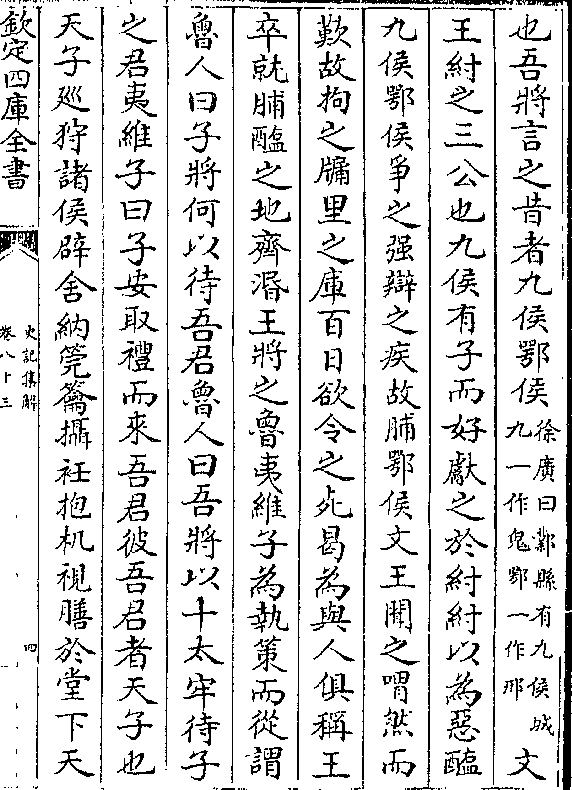 也吾將言之昔者九侯鄂侯徐廣曰鄴縣有九侯城九一作鬼鄂一作邢文
王紂之三公也九侯有子而好獻之於紂紂以為惡醢
九侯鄂侯爭之强辯之疾故脯鄂侯文王聞之喟然而
歎故拘之牖里之庫百日欲令之死曷為與人俱稱王
卒就脯醢之地齊湣王將之魯夷維子為執策而從謂
魯人曰子將何以待吾君魯人曰吾將以十太牢待子
之君夷維子曰子安取禮而來吾君彼吾君者天子也
天子廵狩諸侯辟舍納筦籥攝衽抱机視膳於堂下天
欽定四庫全書
史記集解
卷八十三
四